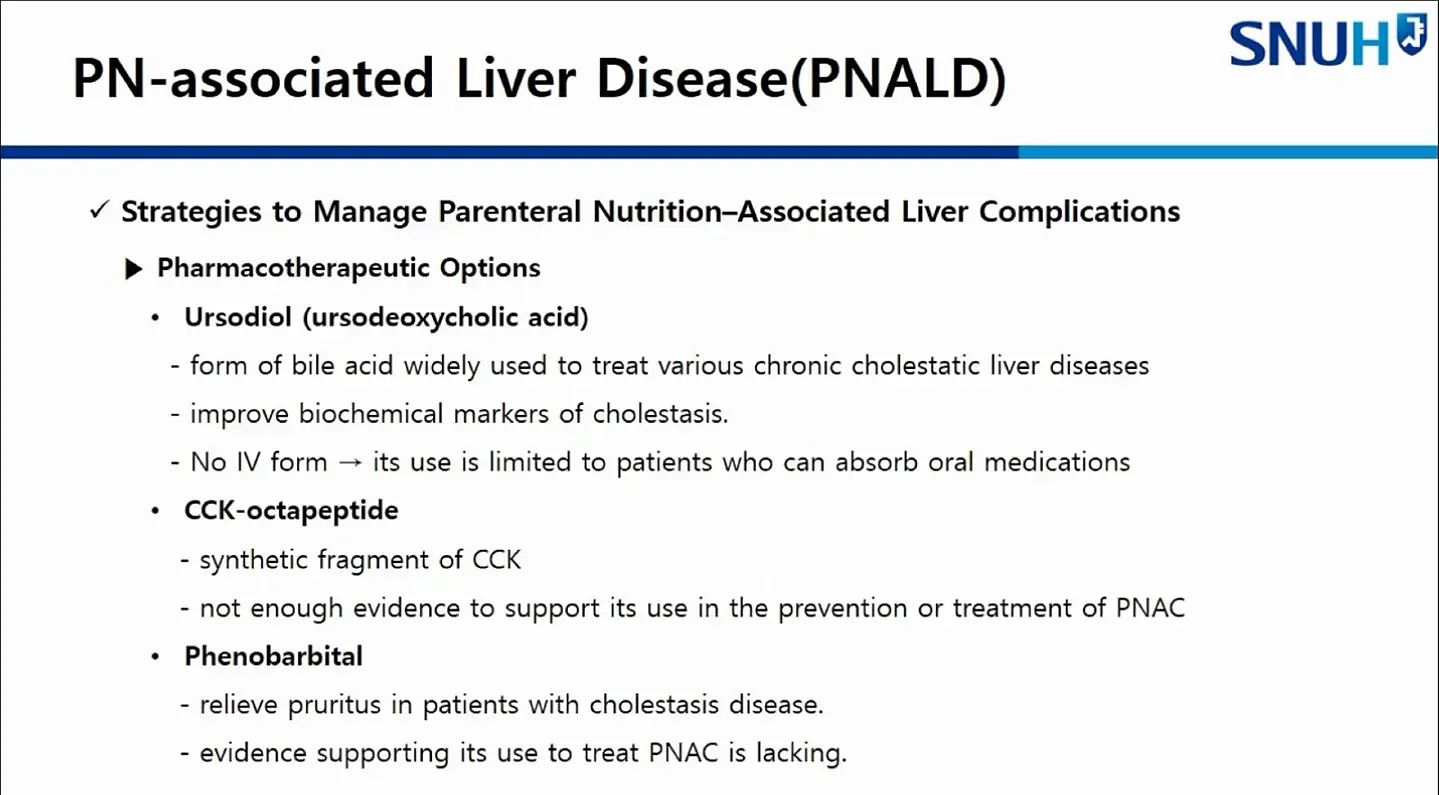 SNUH
PN-associated Liver Disease(PNALD)
✓ Strategies to Manage Parenteral Nutrition–Associated Liver Complications
▶ Pharmacotherapeutic Options
• Ursodiol (ursodeoxycholic acid)
- form of bile acid widely used to treat various chronic cholestatic liver diseases
- improve biochemical markers of cholestasis.
- No IV form → its use is limited to patients who can absorb oral medications
• CCK-octapeptide
- synthetic fragment of CCK
- not enough evidence to support its use in the prevention or treatment of PNAC
• Phenobarbital
- relieve pruritus in patients with cholestasis disease.
- evidence supporting its use to treat PNAC is lacking.